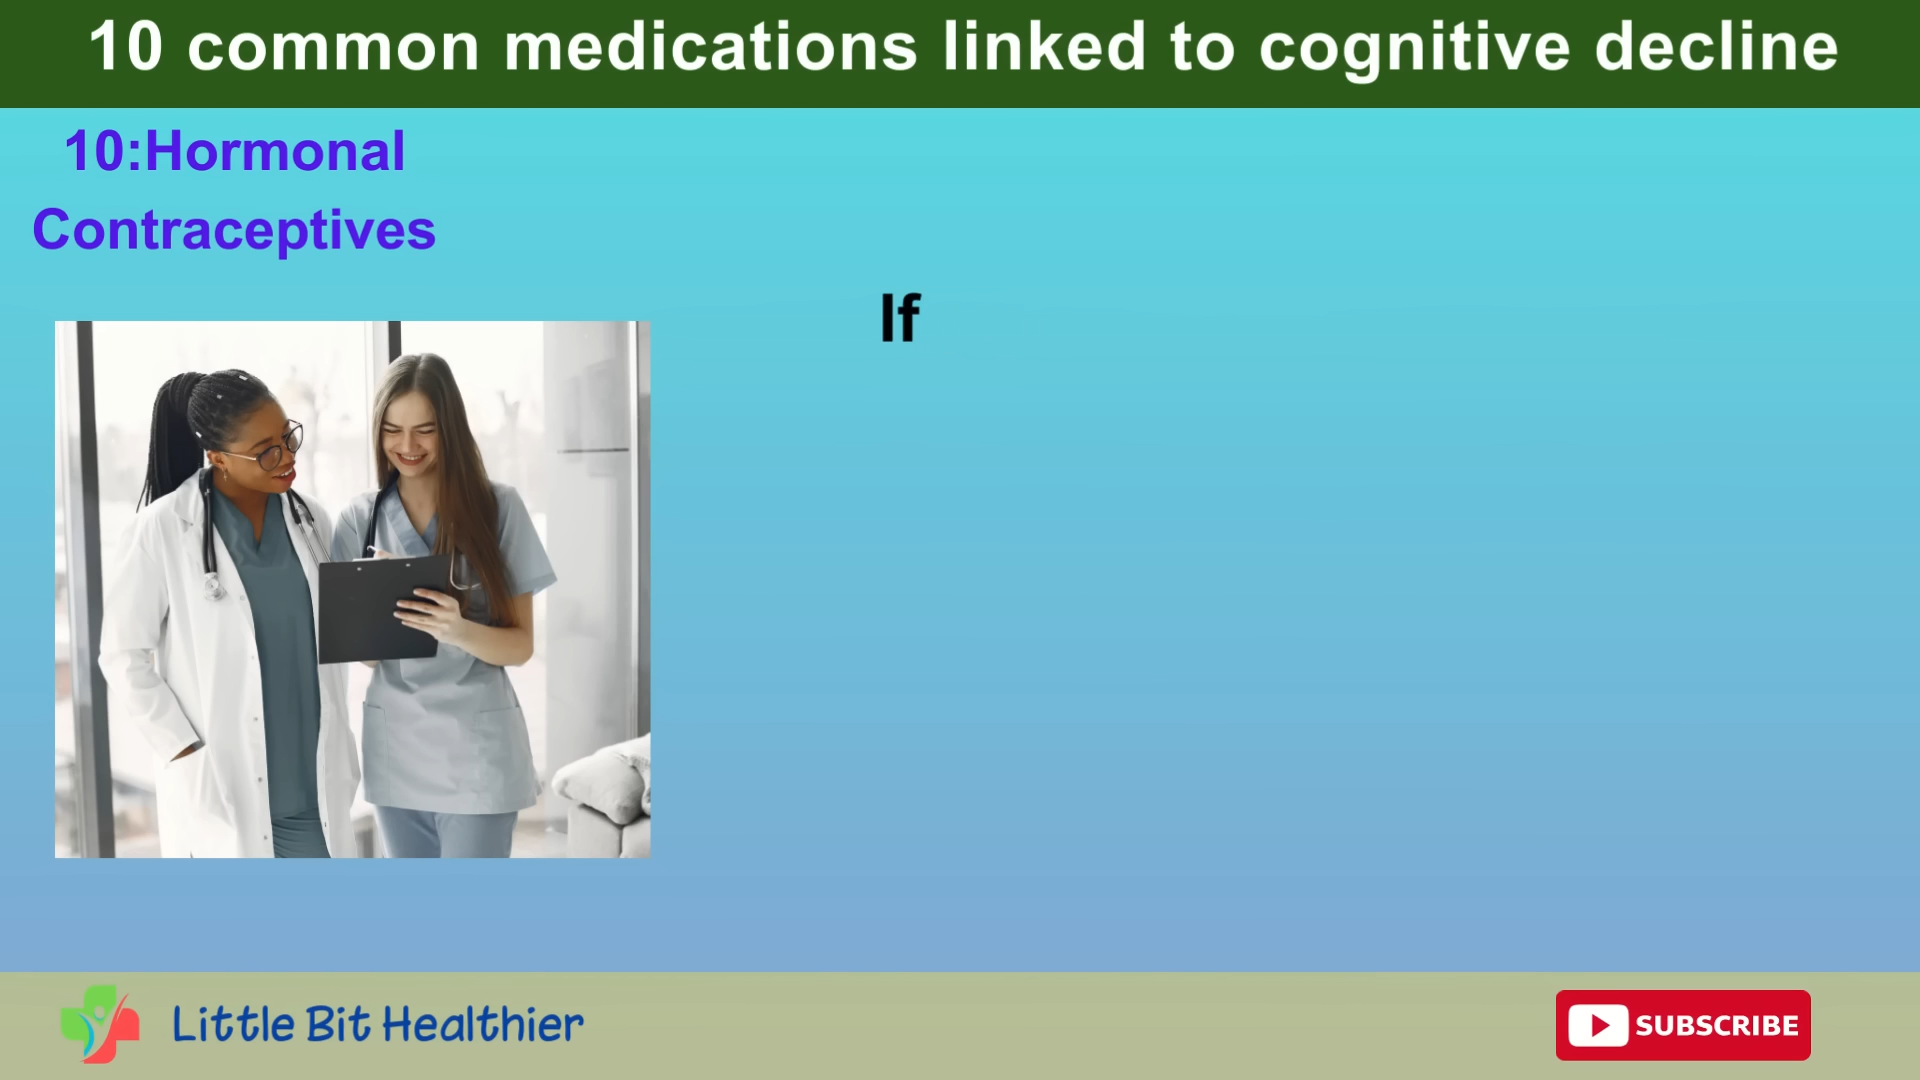 10 common medications linked to cognitive decline
10:Hormonal
Contraceptives
If
Little Bit Healthier
SUBSCRIBE